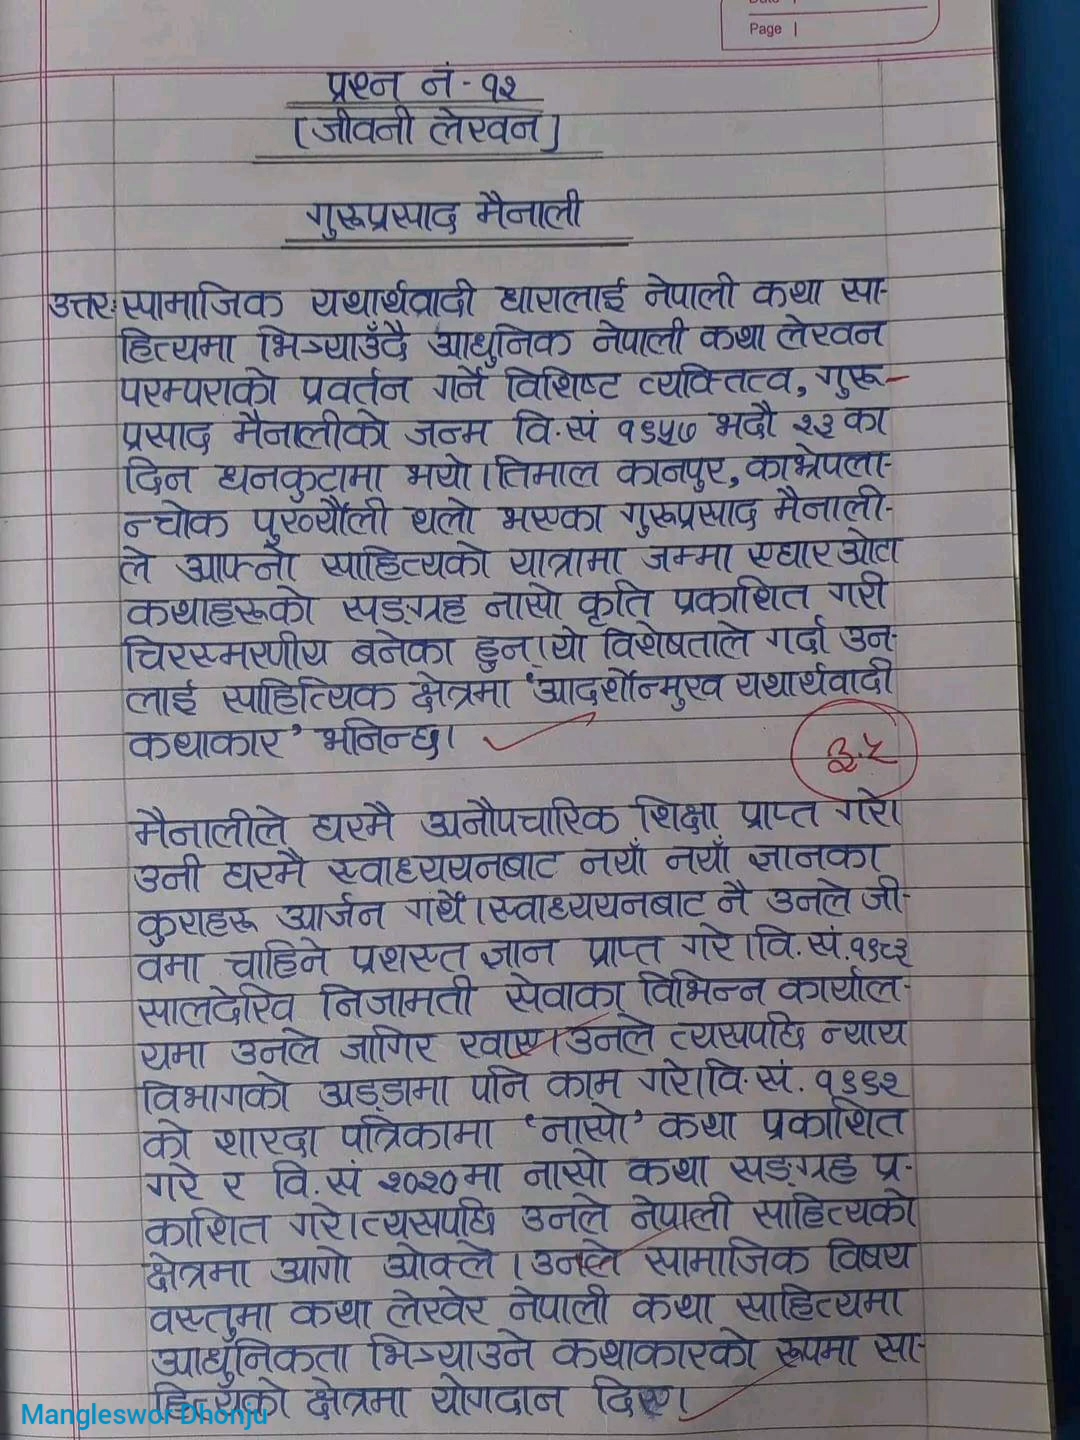 Page
प्रश्न नं - १२
[जीवनी लेखन]
गुरुप्रसाद मैनाली
उत्तर: सामाजिक यथार्थवादी धारालाई नेपाली कथा सा-
हित्यमा भित्र्याउँदै आधुनिक नेपाली कथा लेखन
परम्पराको प्रवर्तन गर्ने विशिष्ट व्यक्तित्व, गुरु-
प्रसाद मैनालीको जन्म वि.सं १९५७ भदौ २३ का
दिन धनकुटामा भयो। तिमाल कानपुर, काभ्रेपला-
न्चोक पुर्ख्यौली थलो भएका गुरुप्रसाद मैनाली-
ले आफ्नो साहित्यको यात्रामा जम्मा एघारओटा
कथाहरूको सङ्ग्रह नासो कृति प्रकाशित गरी
चिरस्मरणीय बनेका हुन्। यो विशेषताले गर्दा उन-
लाई साहित्यिक क्षेत्रमा 'आदर्शोन्मुख यथार्थवादी
कथाकार' भनिन्छ।
३.५
मैनालीले घरमै अनौपचारिक शिक्षा प्राप्त गरे।
उनी घरमै स्वाध्ययनबाट नयाँ नयाँ ज्ञानका
कुराहरू आर्जन गर्थे। स्वाध्ययनबाट नै उनले जी-
वमा चाहिने प्रशस्त ज्ञान प्राप्त गरे। वि.सं. १९८३
सालदेखि निजामती सेवाका विभिन्न कार्याल-
यमा उनले जागिर खाए। उनले त्यसपछि न्याय
विभागको अड्डामा पनि काम गरे। वि.सं. १९९२
को शारदा पत्रिकामा 'नासो' कथा प्रकाशित
गरे र वि.सं २०२० मा नासो कथा सङ्ग्रह प्र-
काशित गरे। त्यसपछि उनले नेपाली साहित्यको
क्षेत्रमा आगो ओकले। उनले सामाजिक विषय
वस्तुमा कथा लेखेर नेपाली कथा साहित्यमा
आधुनिकता भित्र्याउने कथाकारको रूपमा सा-
हित्यको क्षेत्रमा योगदान दिए।
Mangleswor Dhonju